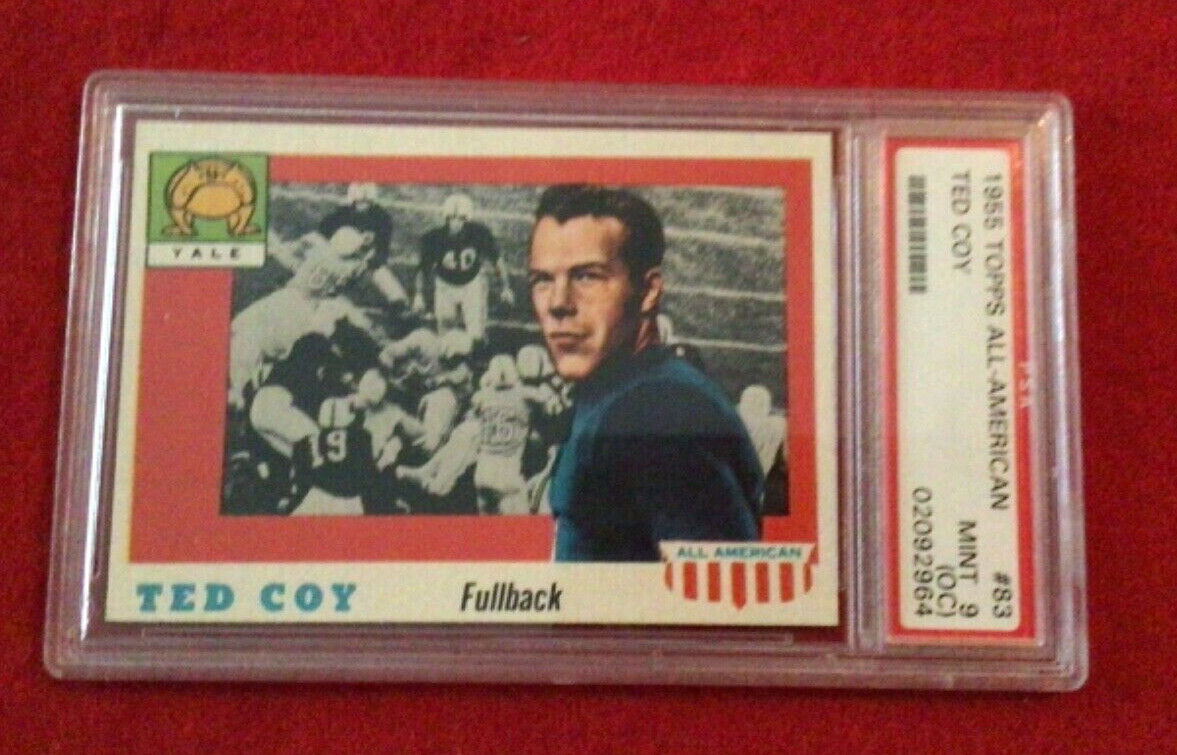 YALE
40
19
TED COY
Fullback
ALL AMERICAN
PSA
1955 TOPPS ALL-AMERICAN #83
TED COY MINT 9
(OC)
02092964